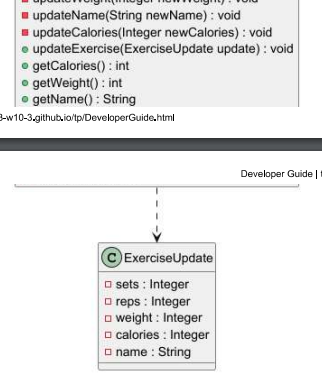 updateWeight(Integer newWeight) : void
updateName(String newName) : void
updateCalories(Integer newCalories) : void
updateExercise(ExerciseUpdate update) : void
getCalories() : int
getWeight() : int
getName() : String
-w10-3.github.io/tp/DeveloperGuide.html
Developer Guide |
C ExerciseUpdate
sets : Integer
reps : Integer
weight : Integer
calories : Integer
name : String